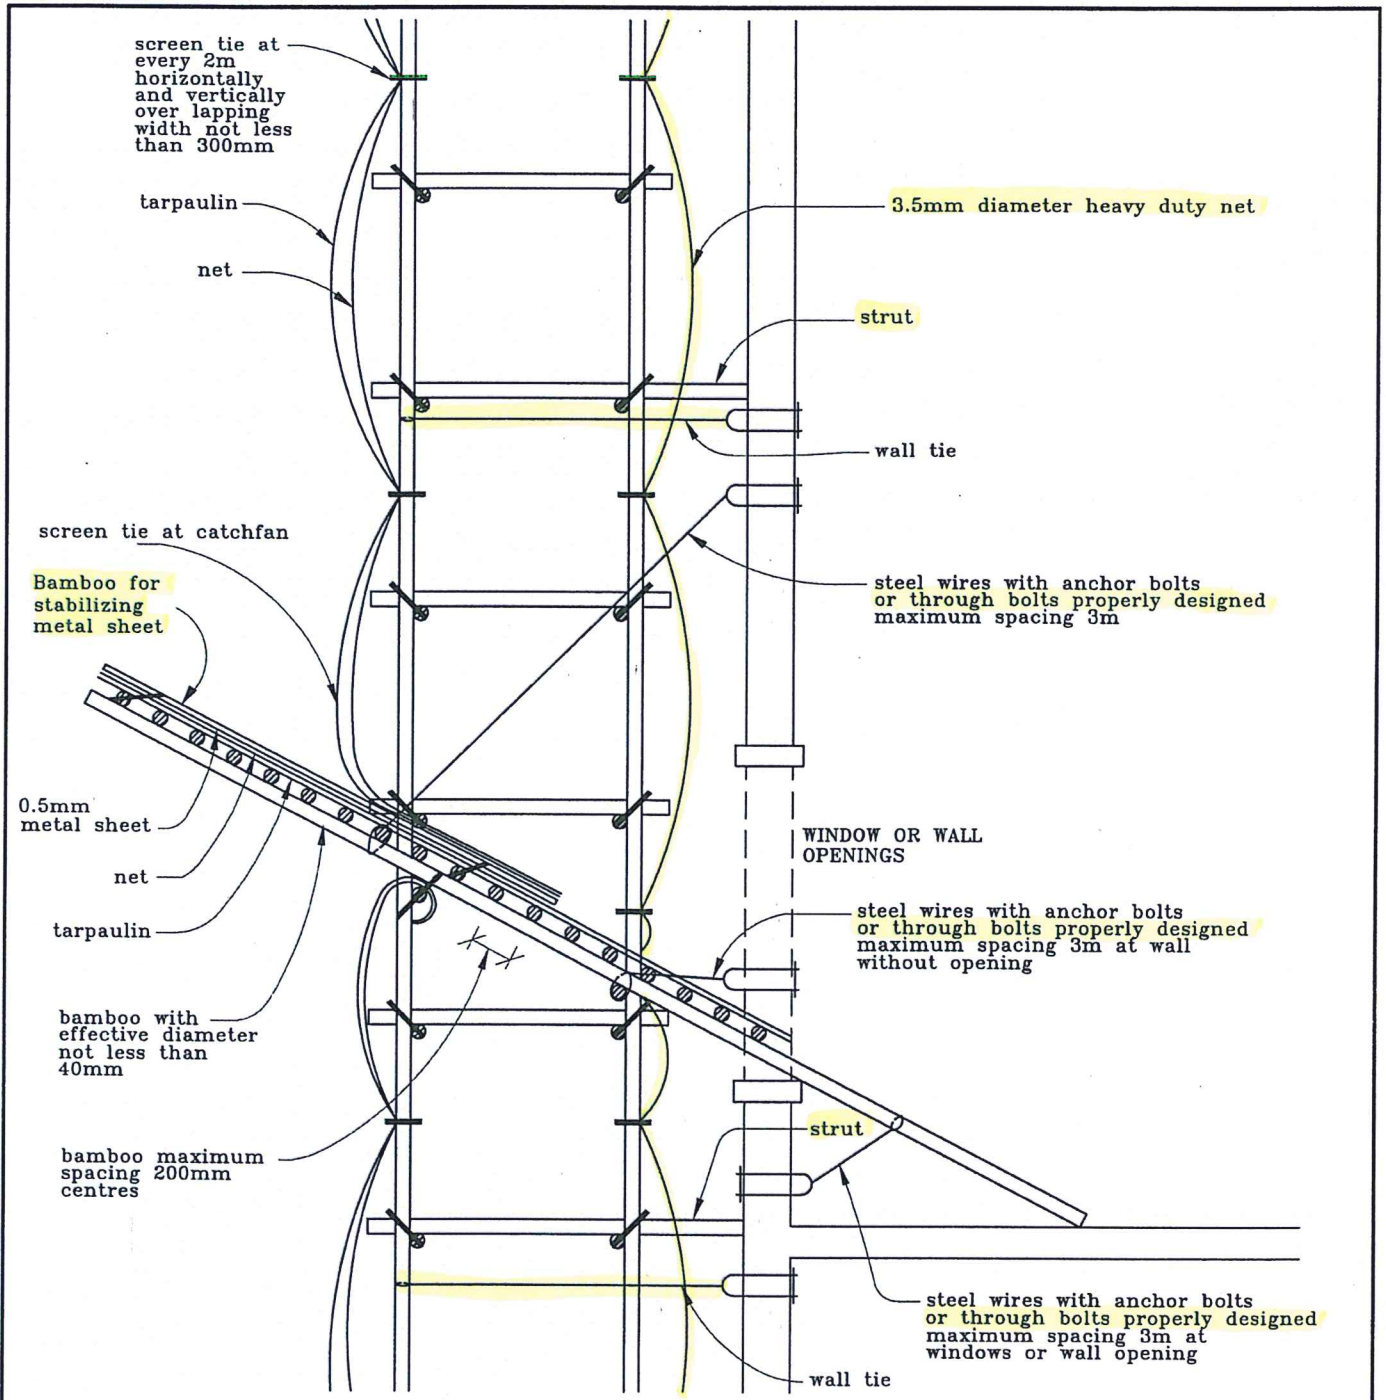 screen tie at
every 2m
horizontally
and vertically
over lapping
width not less
than 300mm
tarpaulin
net
3.5mm diameter heavy duty net
strut
wall tie
screen tie at catchfan
Bamboo for
stabilizing
metal sheet
steel wires with anchor bolts
or through bolts properly designed
maximum spacing 3m
0.5mm
metal sheet
net
tarpaulin
WINDOW OR WALL
OPENINGS
steel wires with anchor bolts
or through bolts properly designed
maximum spacing 3m at wall
without opening
bamboo with
effective diameter
not less than
40mm
bamboo maximum
spacing 200mm
centres
strut
steel wires with anchor bolts
or through bolts properly designed
maximum spacing 3m at
windows or wall opening
wall tie